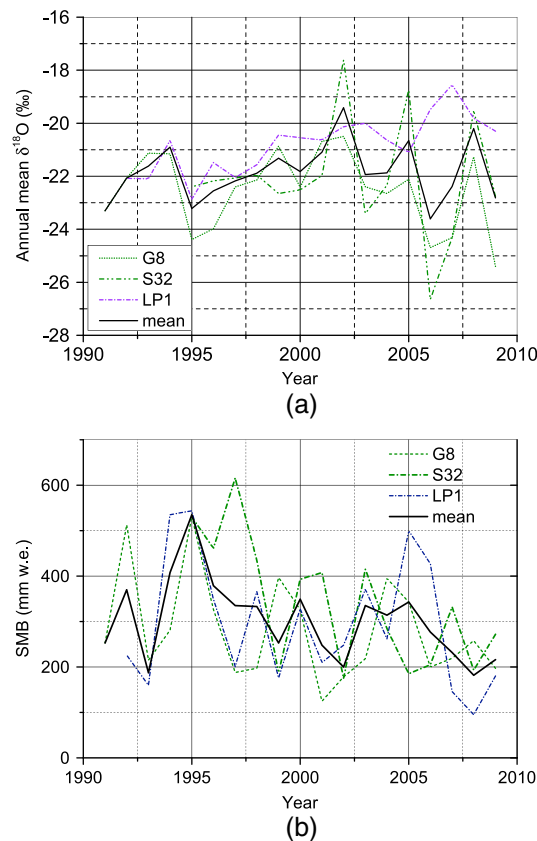 -16
-18
-20
-22
-24
-26
-28
Annual mean δ18O (‰)
G8
S32
LP1
mean
1990 1995 2000 2005 2010
Year
(a)
600
400
200
0
SMB (mm w.e.)
G8
S32
LP1
mean
1990 1995 2000 2005 2010
Year
(b)